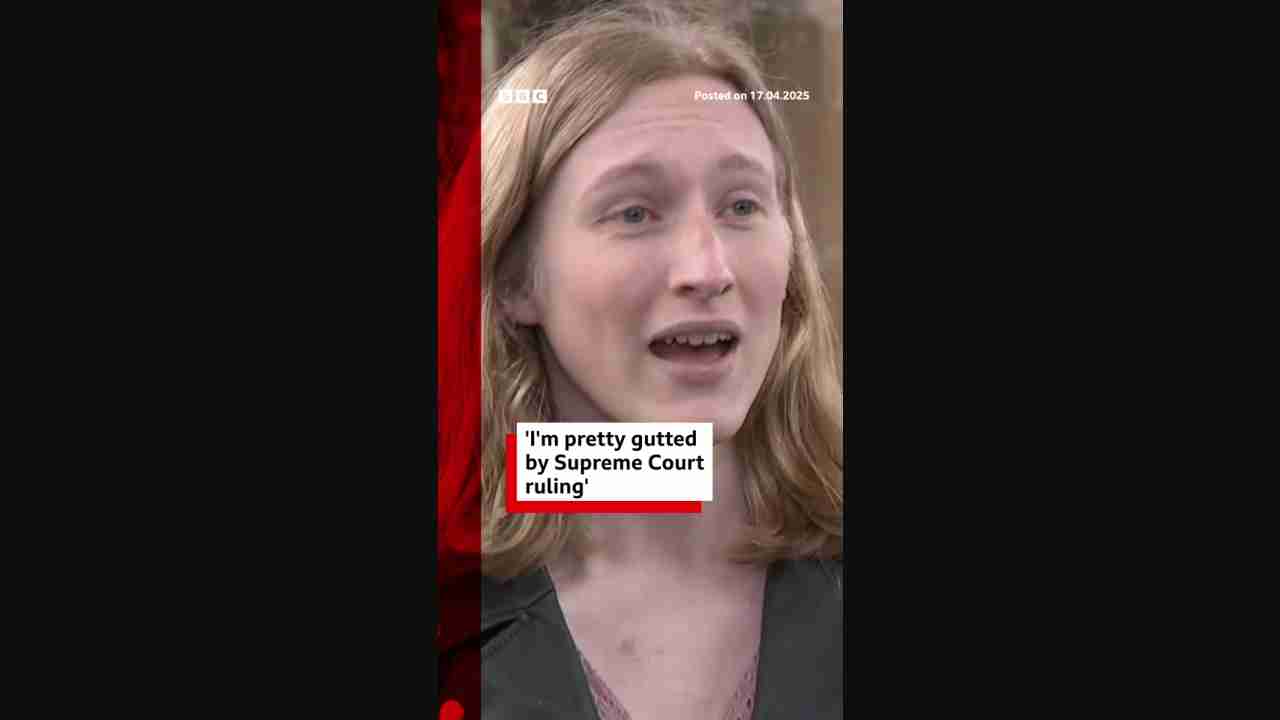 BBC
Posted on 17.04.2025
'I'm pretty gutted
by Supreme Court
ruling'